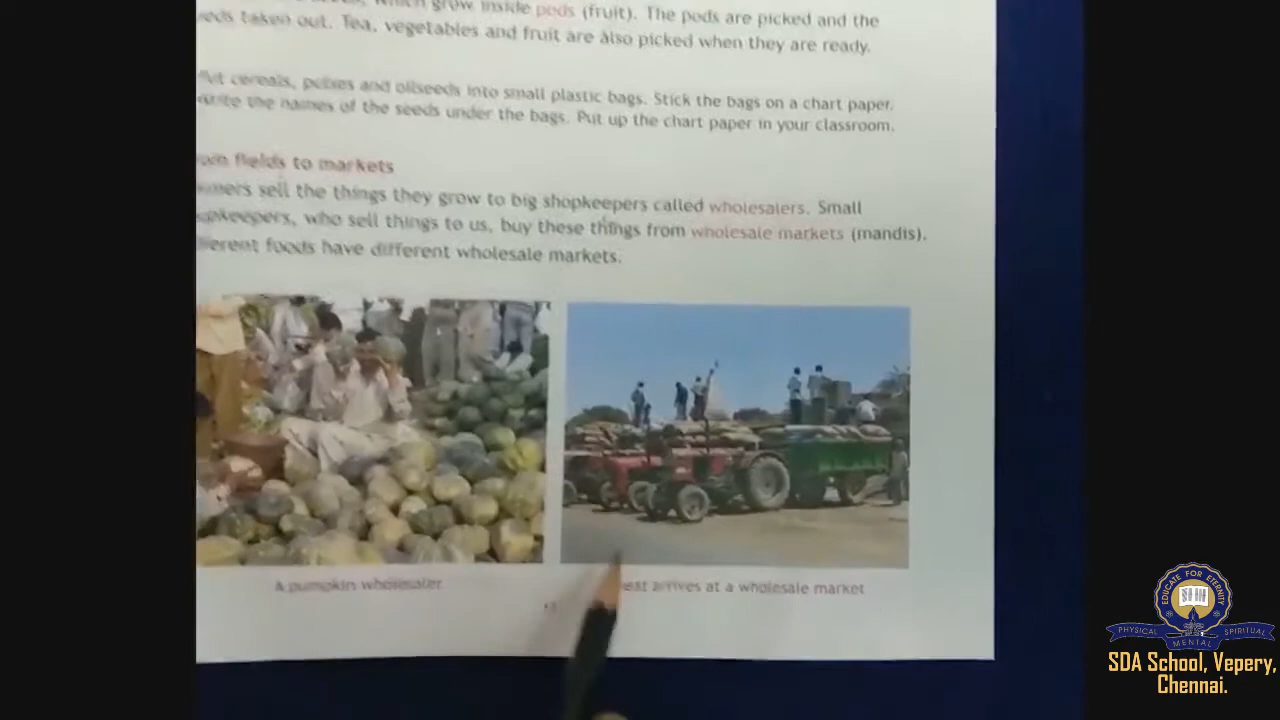 which grow inside pods (fruit). The pods are picked and the
taken out. Tea, vegetables and fruit are also picked when they are ready.
cereals, pulses and oilseeds into small plastic bags. Stick the bags on a chart paper.
the names of the seeds under the bags. Put up the chart paper in your classroom.
fields to markets
sell the things they grow to big shopkeepers called wholesalers. Small
who sell things to us, buy these things from wholesale markets (mandis).
foods have different wholesale markets.
A pumpkin wholesaler
arrives at a wholesale market
EDUCATE FOR ETERNITY
PHYSICAL MENTAL SPIRITUAL
SDA School, Vepery,
Chennai.